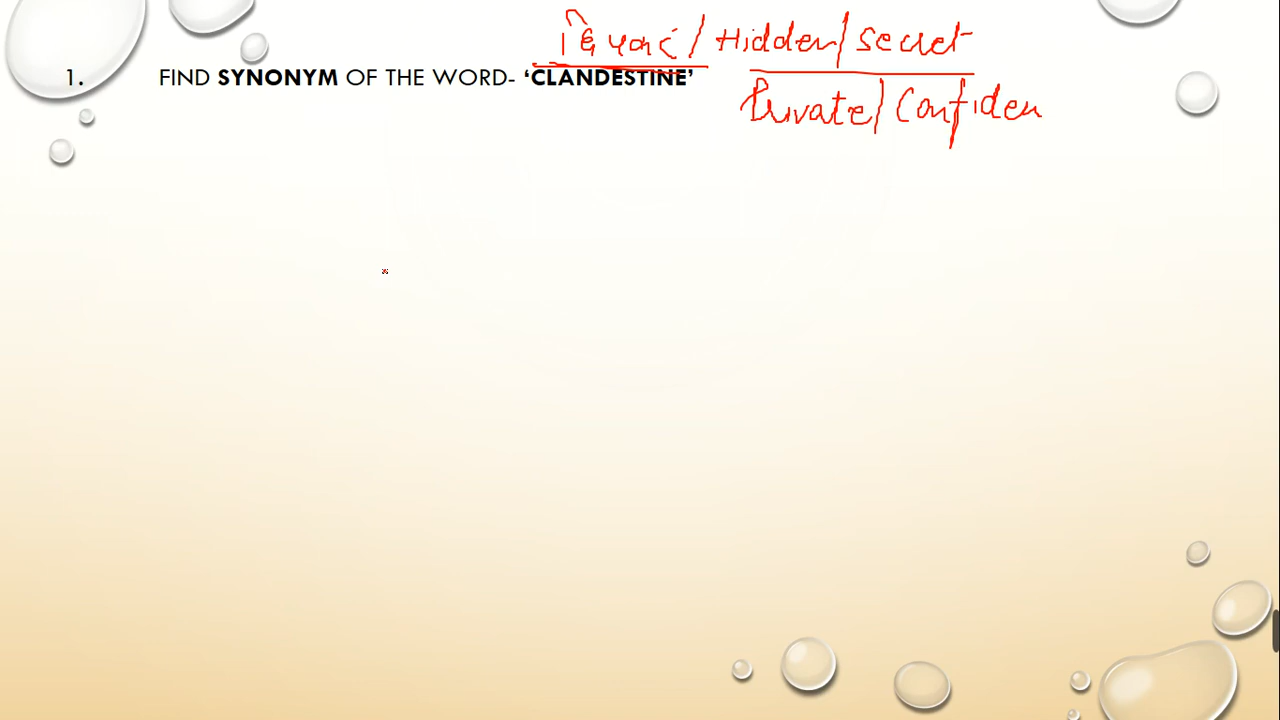 / Hidden / Secret
1. FIND SYNONYM OF THE WORD- ‘CLANDESTINE’
Private / Confiden